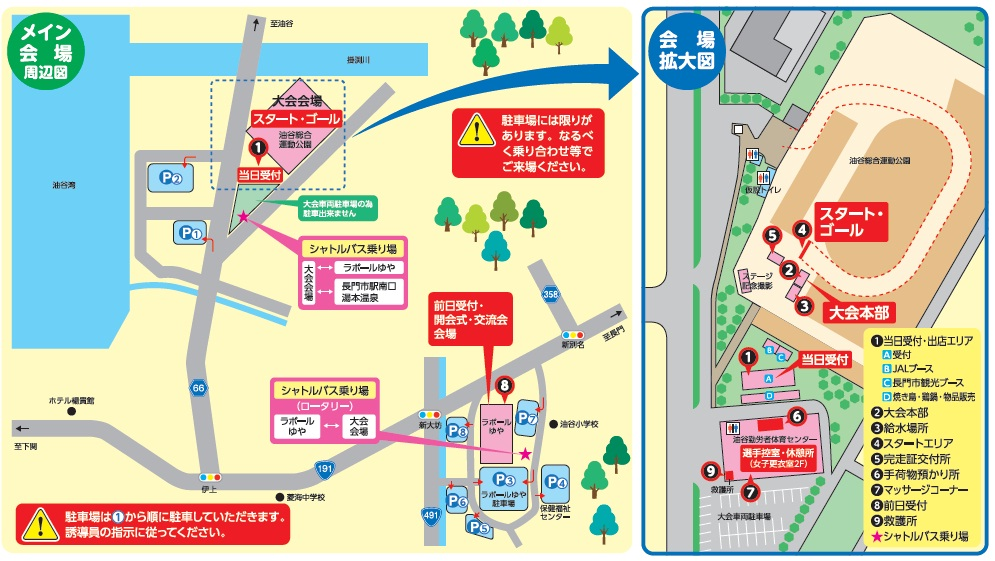 メイン
会場
周辺図
至油谷
掛渕川
油谷湾
大会会場
スタート・ゴール
油谷総合
運動公園
1
当日受付
P2
P1
大会車両駐車場の為
駐車出来ません
シャトルバス乗り場
大会会場
ラポールゆや
長門市駅南口
湯本温泉
駐車場には限りが
あります。なるべ
く乗り合わせ等で
ご来場ください。
前日受付・
開会式・交流会
会場
358
新別名
至長門
66
シャトルバス乗り場
(ロータリー)
ラポール
ゆや
大会
会場
ホテル楊貴館
至下関
伊上
191
菱海中学校
新大坊
491
8
ラポール
ゆや
P8
P7
油谷小学校
P3
ラポールゆや
駐車場
P4
保健福祉
センター
P6
P5
駐車場は1から順に駐車していただきます。
誘導員の指示に従ってください。
会場
拡大図
油谷総合運動公園
仮設トイレ
スタート・
ゴール
5
4
2
3
ステージ
記念撮影
大会本部
1
B
C
当日受付
A
D
6
油谷勤労者体育センター
選手控室・休憩所
(女子更衣室2F)
9
救護所
7
大会車両駐車場
1当日受付・出店エリア
A受付
BJALブース
C長門市観光ブース
D焼き鳥・鶏鍋・物品販売
2大会本部
3給水場所
4スタートエリア
5完走証交付所
6手荷物預かり所
7マッサージコーナー
8前日受付
9救護所
★シャトルバス乗り場